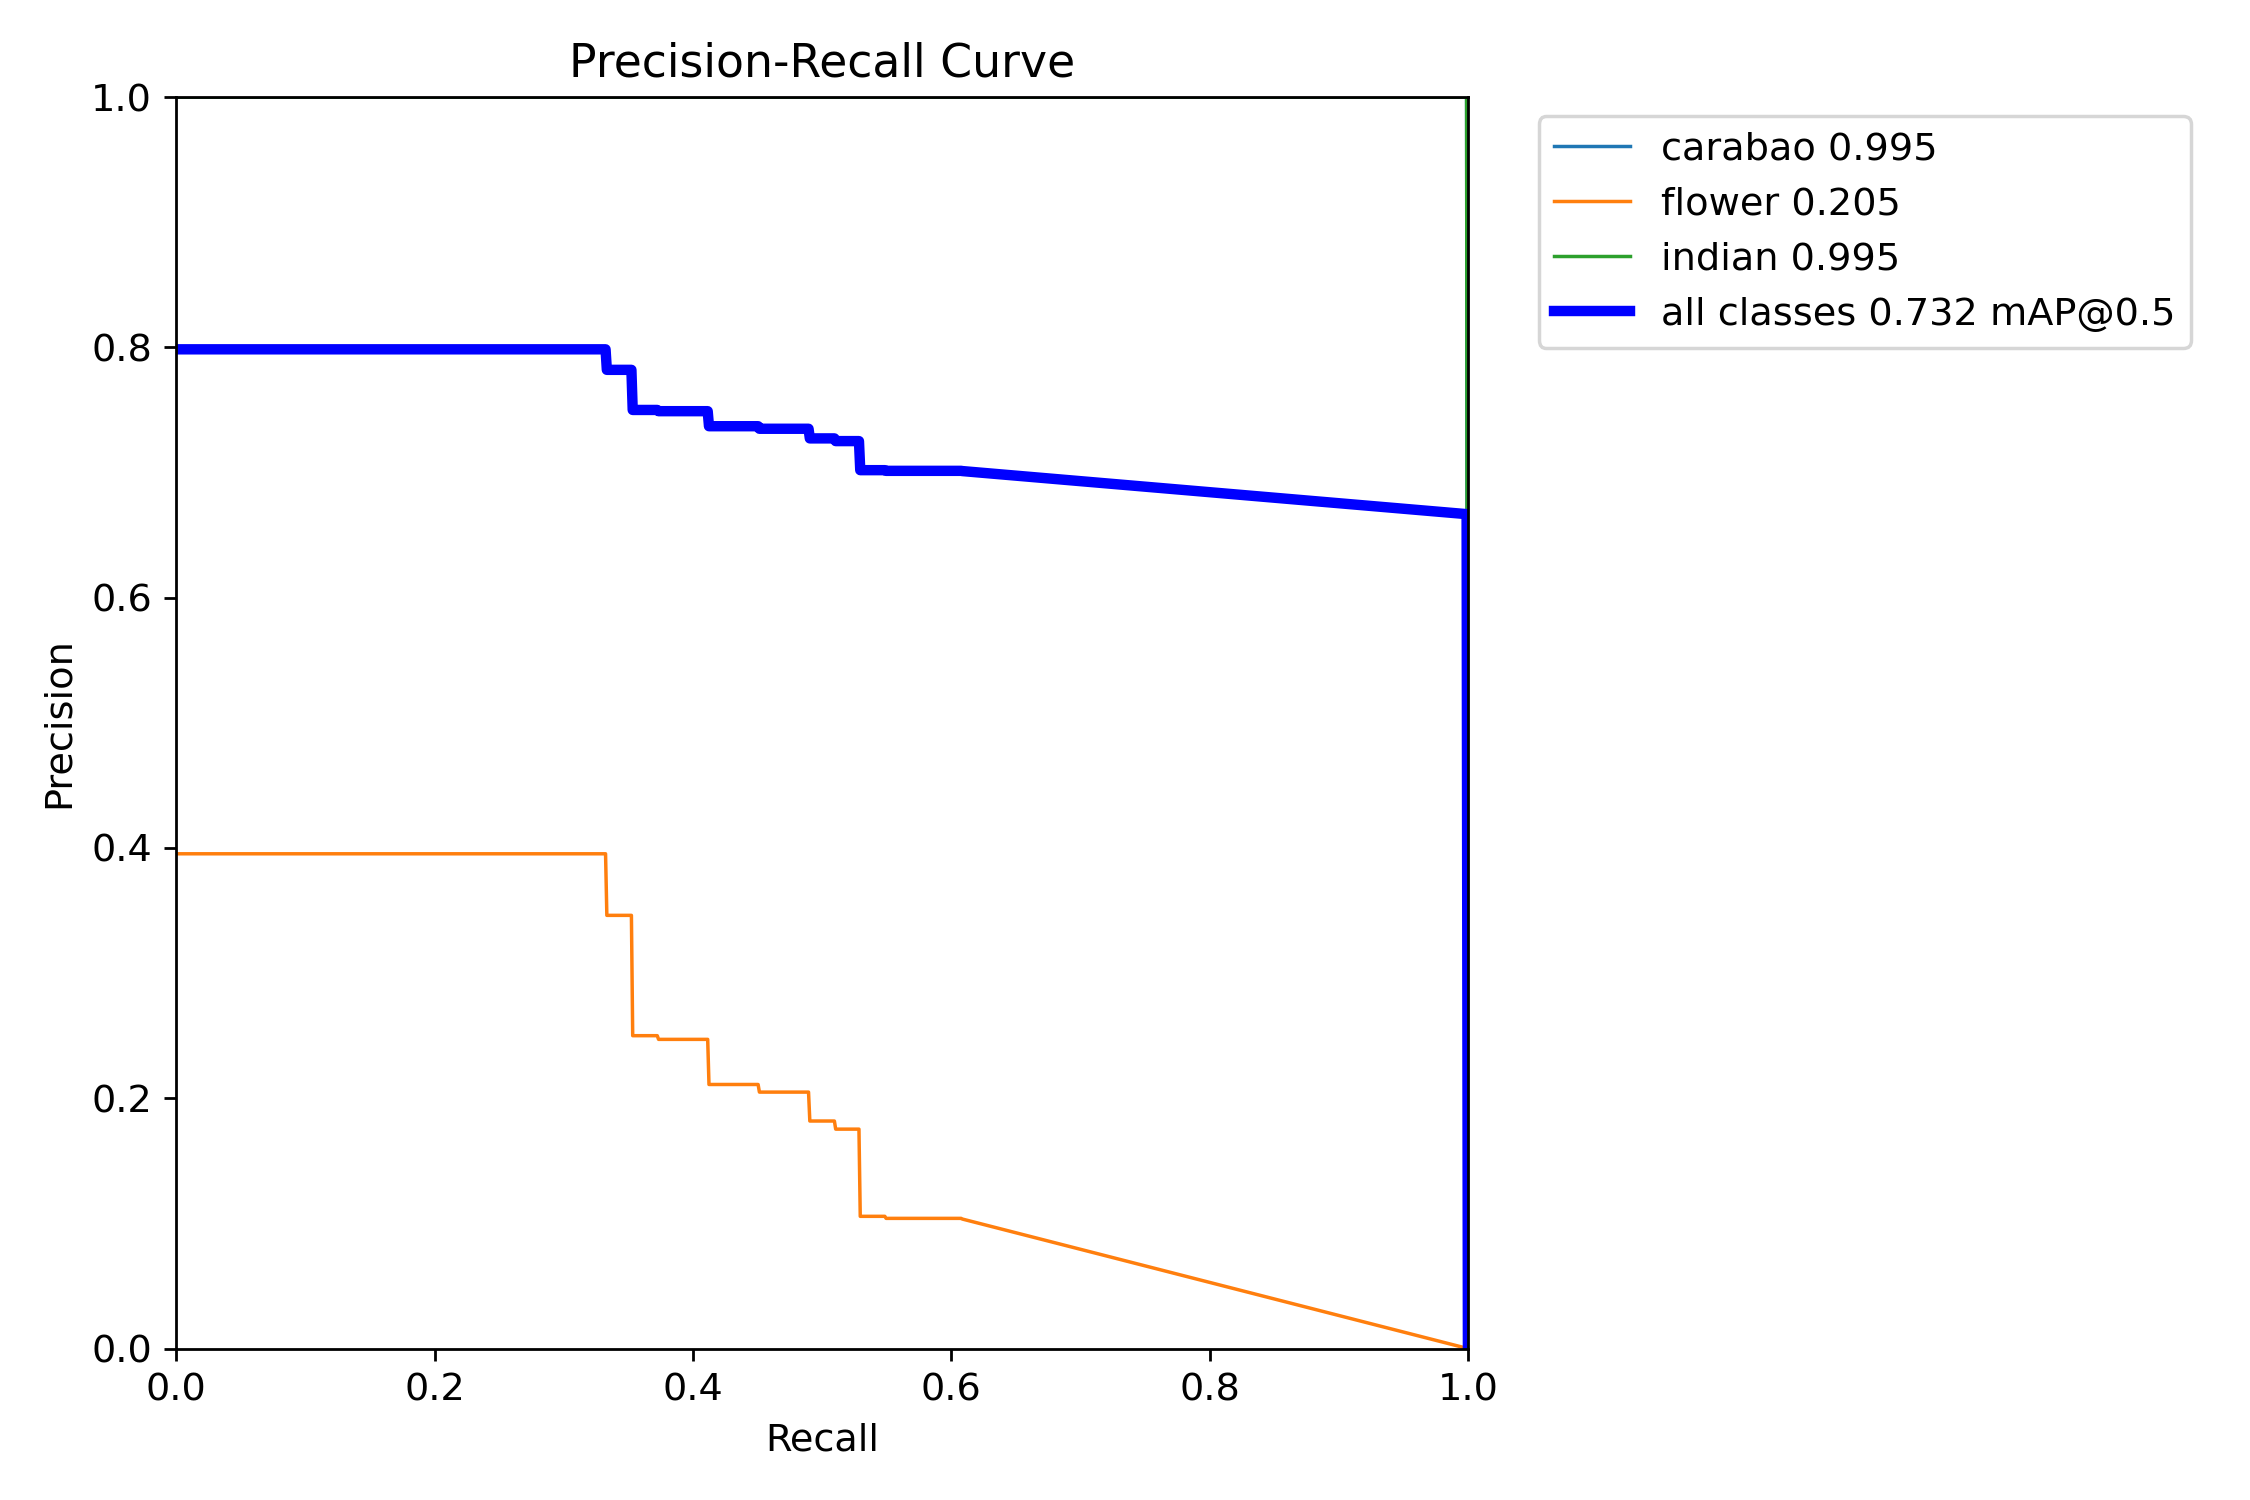 Precision-Recall Curve
1.0
0.8
0.6
0.4
0.2
0.0
Precision
0.0 0.2 0.4 0.6 0.8 1.0
Recall
carabao 0.995
flower 0.205
indian 0.995
all classes 0.732 mAP@0.5